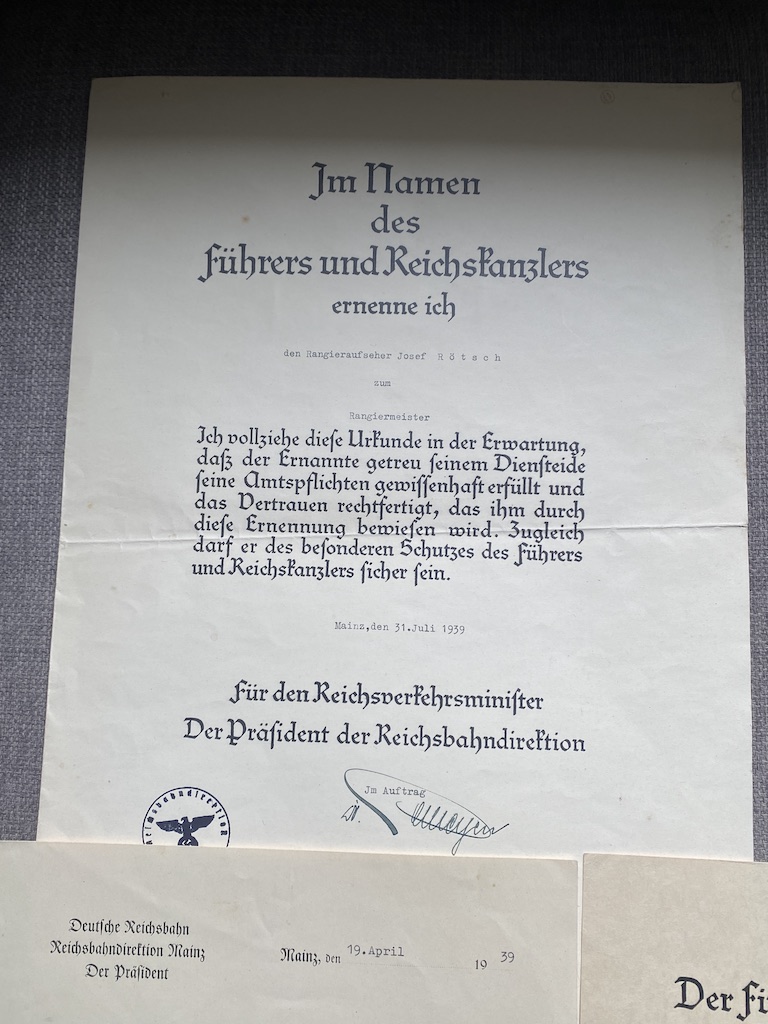 Im Namen
des
Führers und Reichskanzlers
ernenne ich
den Rangieraufseher Josef R ö t s c h
zum
Rangiermeister
Ich vollziehe dieſe Urkunde in der Erwartung,
daß der Ernannte getreu ſeinem Dienſteide
ſeine Amtspflichten gewiſſenhaft erfüllt und
das Vertrauen rechtfertigt, das ihm durch
dieſe Ernennung bewieſen wird. Zugleich
darf er des beſonderen Schutzes des Führers
und Reichskanzlers ſicher ſein.
Mainz,den 31.Juli 1939
Für den Reichsverkehrsminiſter
Der Präſident der Reichsbahndirektion
Jm Auftrag
Deutſche Reichsbahn
Reichsbahndirektion Mainz
Der Präſident
Mainz, den 19.April 19 39
Der